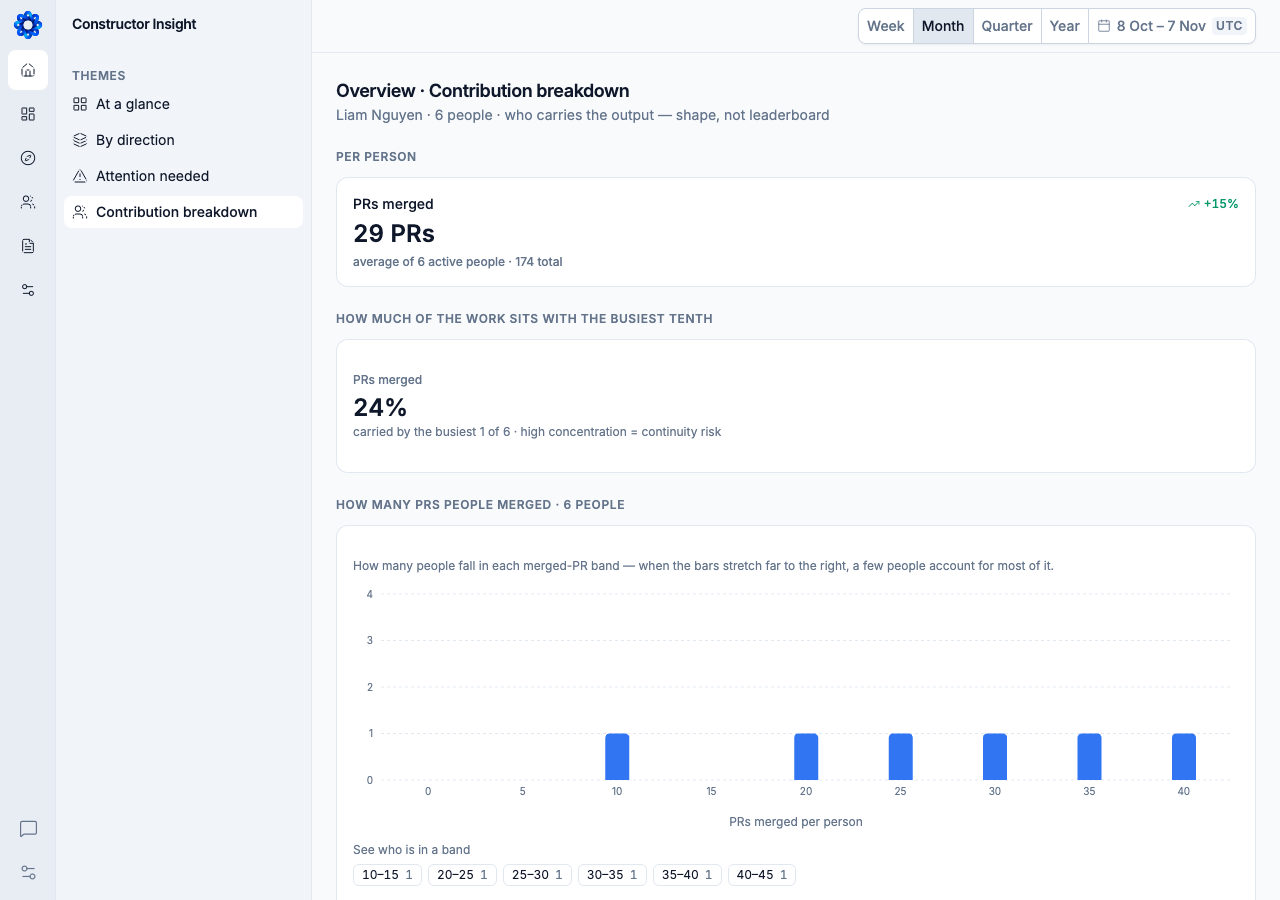 Constructor Insight
THEMES
At a glance
By direction
Attention needed
Contribution breakdown
Week Month Quarter Year 8 Oct – 7 Nov UTC
Overview · Contribution breakdown
Liam Nguyen · 6 people · who carries the output — shape, not leaderboard
PER PERSON
PRs merged +15%
29 PRs
average of 6 active people · 174 total
HOW MUCH OF THE WORK SITS WITH THE BUSIEST TENTH
PRs merged
24%
carried by the busiest 1 of 6 · high concentration = continuity risk
HOW MANY PRS PEOPLE MERGED · 6 PEOPLE
How many people fall in each merged-PR band — when the bars stretch far to the right, a few people account for most of it.
4
3
2
1
0
0 5 10 15 20 25 30 35 40
PRs merged per person
See who is in a band
10–15 1 20–25 1 25–30 1 30–35 1 35–40 1 40–45 1